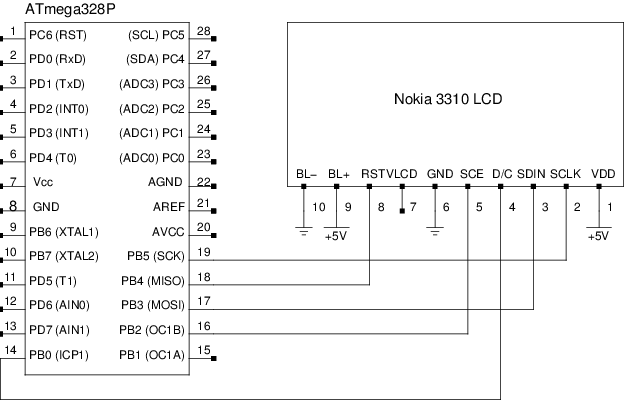 ATmega328P
1 PC6 (RST) (SCL) PC5 28
2 PD0 (RxD) (SDA) PC4 27
3 PD1 (TxD) (ADC3) PC3 26
4 PD2 (INT0) (ADC2) PC2 25
5 PD3 (INT1) (ADC1) PC1 24
6 PD4 (T0) (ADC0) PC0 23
7 Vcc AGND 22
8 GND AREF 21
9 PB6 (XTAL1) AVCC 20
10 PB7 (XTAL2) PB5 (SCK) 19
11 PD5 (T1) PB4 (MISO) 18
12 PD6 (AIN0) PB3 (MOSI) 17
13 PD7 (AIN1) PB2 (OC1B) 16
14 PB0 (ICP1) PB1 (OC1A) 15
Nokia 3310 LCD
BL− BL+ RST VLCD GND SCE D/C SDIN SCLK VDD
10 9 8 7 6 5 4 3 2 1
+5V +5V